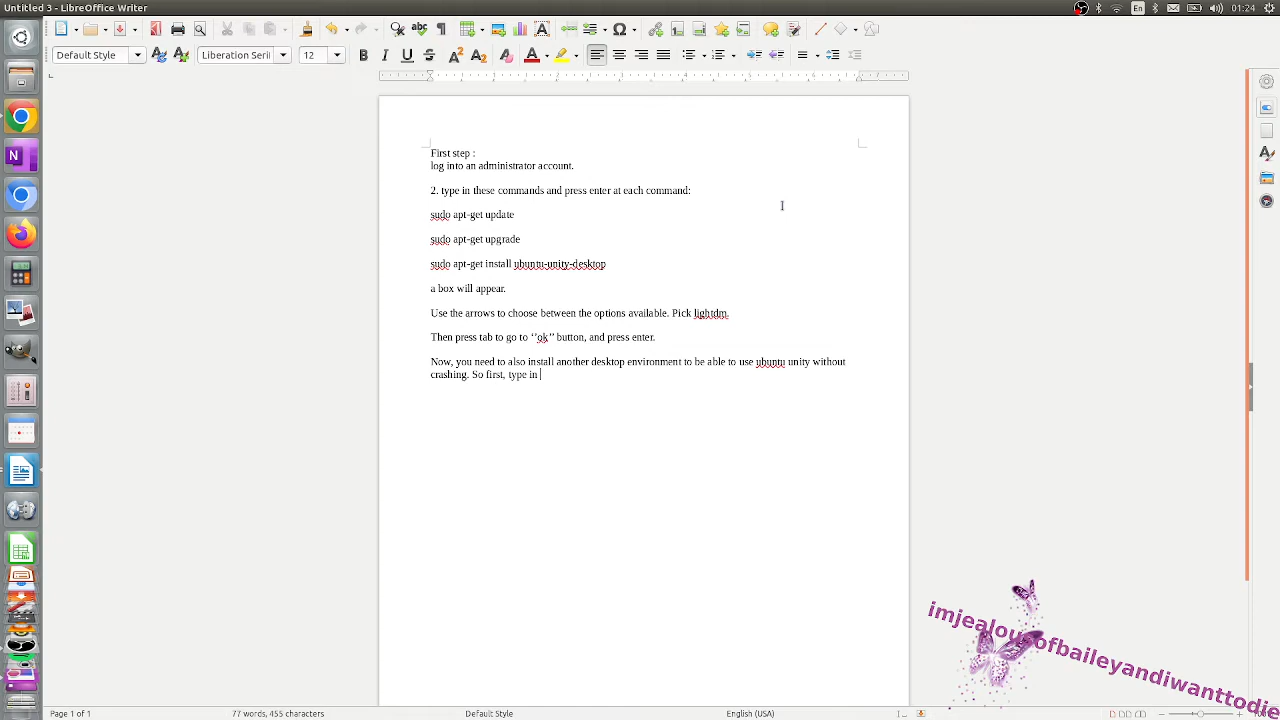 Untitled 3 - LibreOffice Writer
En
01:24
Default Style
Liberation Seri
12
First step :
log into an administrator account.
2. type in these commands and press enter at each command:
sudo apt-get update
sudo apt-get upgrade
sudo apt-get install ubuntu-unity-desktop
a box will appear.
Use the arrows to choose between the options available. Pick lightdm.
Then press tab to go to ‘’ok’’ button, and press enter.
Now, you need to also install another desktop environment to be able to use ubuntu unity without
crashing. So first, type in
imjealousofbaileyandiwanttodie
Page 1 of 1
77 words, 455 characters
Default Style
English (USA)